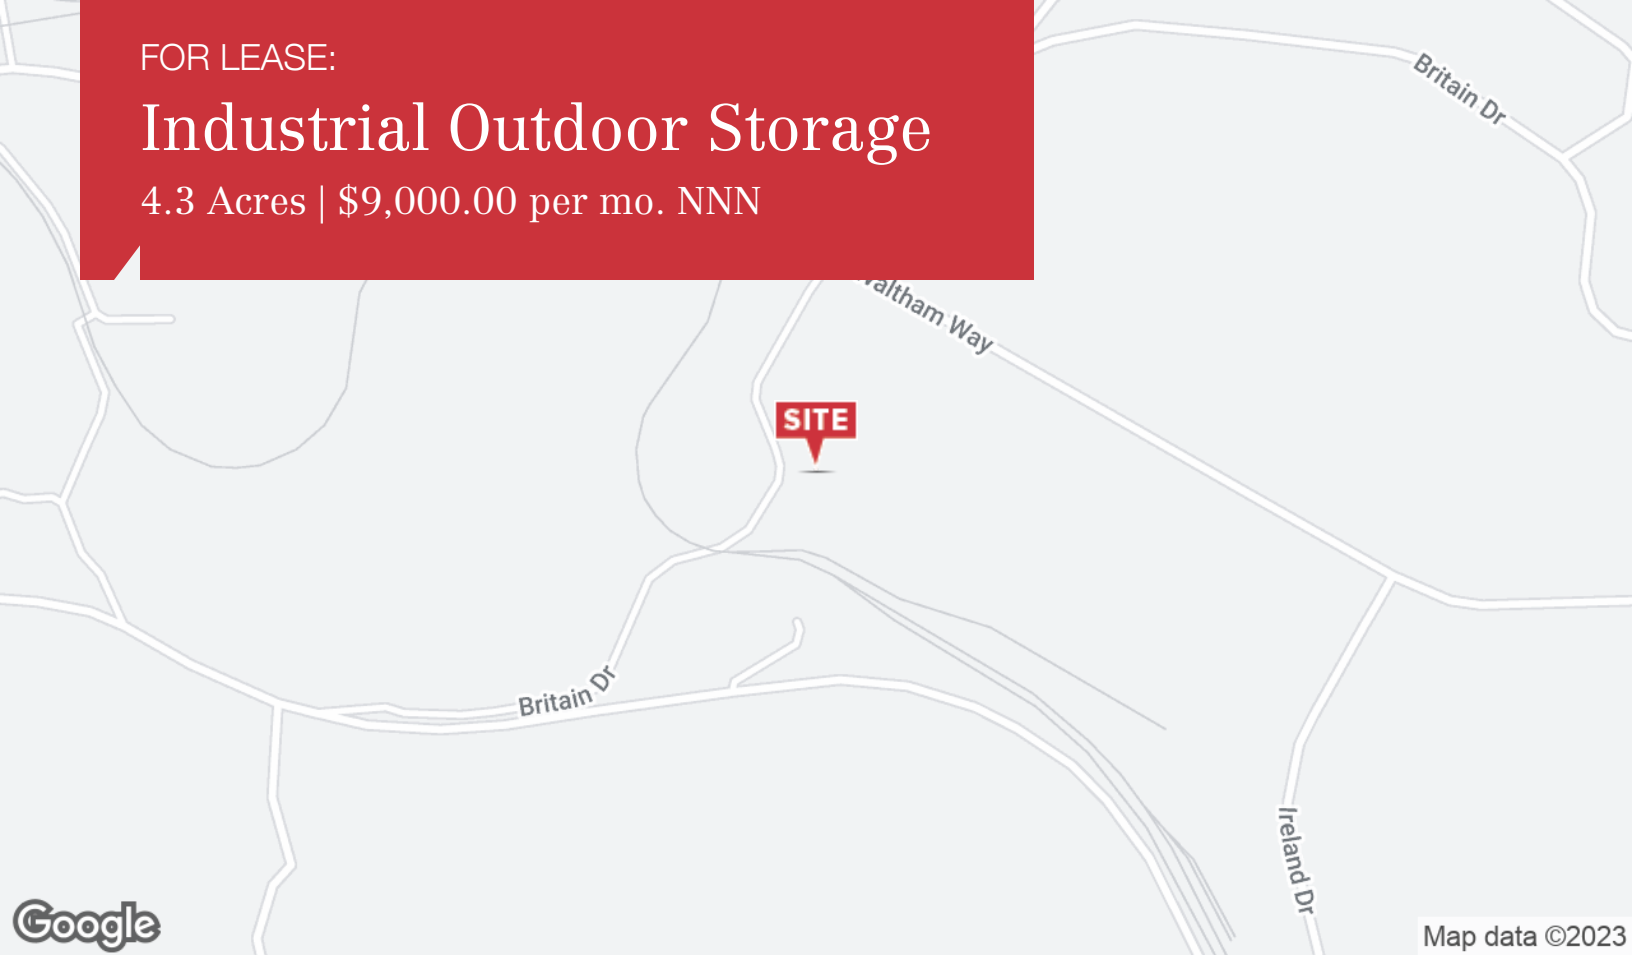 FOR LEASE:
Industrial Outdoor Storage
4.3 Acres | $9,000.00 per mo. NNN
Britain Dr
Waltham Way
SITE
Britain Dr
Ireland Dr
Google
Map data ©2023